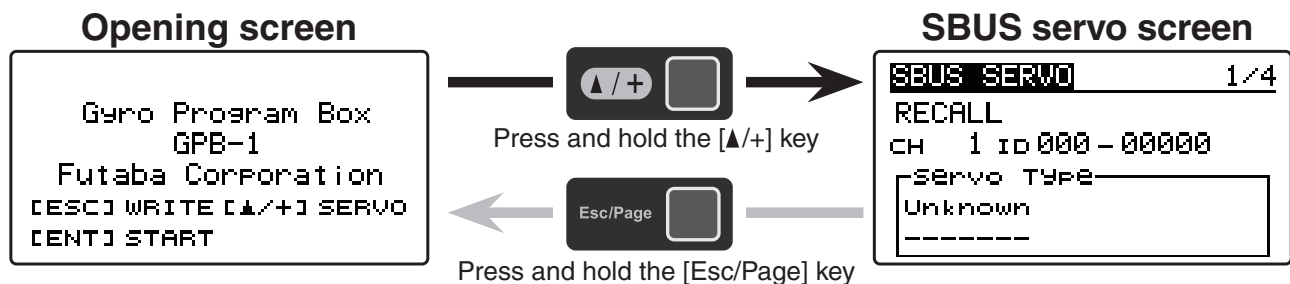 Opening screen
Gyro Program Box
GPB-1
Futaba Corporation
[ESC] WRITE [▲/+] SERVO
[ENT] START
▲/+
Press and hold the [▲/+] key
Esc/Page
Press and hold the [Esc/Page] key
SBUS servo screen
SBUS SERVO 1/4
RECALL
CH 1 ID 000 – 00000
Servo Type
Unknown
-------